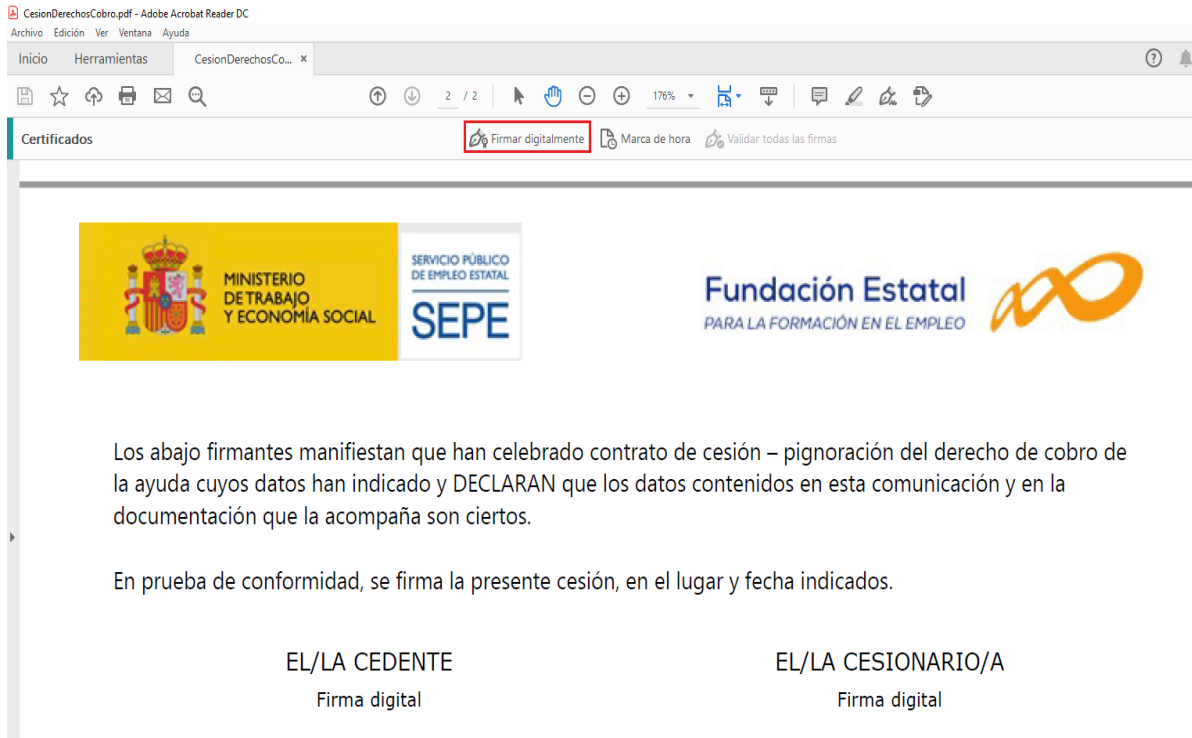 CesionDerechosCobro.pdf - Adobe Acrobat Reader DC
Archivo Edición Ver Ventana Ayuda
Inicio Herramientas CesionDerechosCo... ×
2 / 2 176%
Certificados Firmar digitalmente Marca de hora Validar todas las firmas
MINISTERIO
DE TRABAJO
Y ECONOMÍA SOCIAL
SERVICIO PÚBLICO
DE EMPLEO ESTATAL
SEPE
Fundación Estatal
PARA LA FORMACIÓN EN EL EMPLEO
Los abajo firmantes manifiestan que han celebrado contrato de cesión – pignoración del derecho de cobro de
la ayuda cuyos datos han indicado y DECLARAN que los datos contenidos en esta comunicación y en la
documentación que la acompaña son ciertos.
En prueba de conformidad, se firma la presente cesión, en el lugar y fecha indicados.
EL/LA CEDENTE EL/LA CESIONARIO/A
Firma digital Firma digital